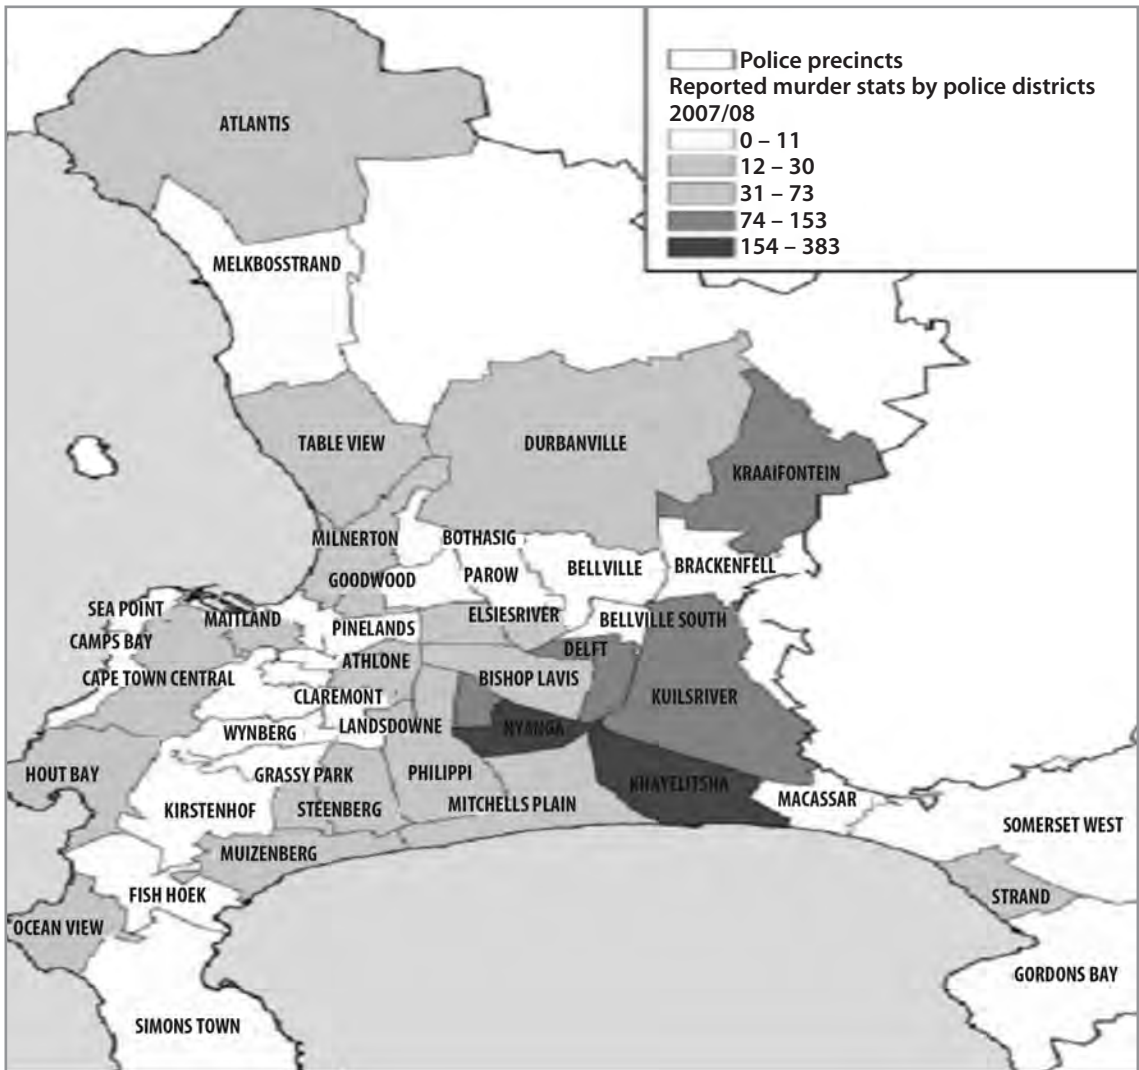 Police precincts
Reported murder stats by police districts
2007/08
0 – 11
12 – 30
31 – 73
74 – 153
154 – 383
ATLANTIS
MELKBOSSTRAND
TABLE VIEW
DURBANVILLE
KRAAIFONTEIN
MILNERTON
BOTHASIG
GOODWOOD
PAROW
BELLVILLE
BRACKENFELL
SEA POINT
MAITLAND
PINELANDS
ELSIESRIVER
BELLVILLE SOUTH
CAMPS BAY
ATHLONE
DELFT
CAPE TOWN CENTRAL
CLAREMONT
BISHOP LAVIS
KUILSRIVER
WYNBERG
LANDSDOWNE
NYANGA
HOUT BAY
GRASSY PARK
PHILIPPI
KHAYELITSHA
KIRSTENHOF
STEENBERG
MITCHELLS PLAIN
MACASSAR
SOMERSET WEST
MUIZENBERG
FISH HOEK
STRAND
OCEAN VIEW
GORDONS BAY
SIMONS TOWN